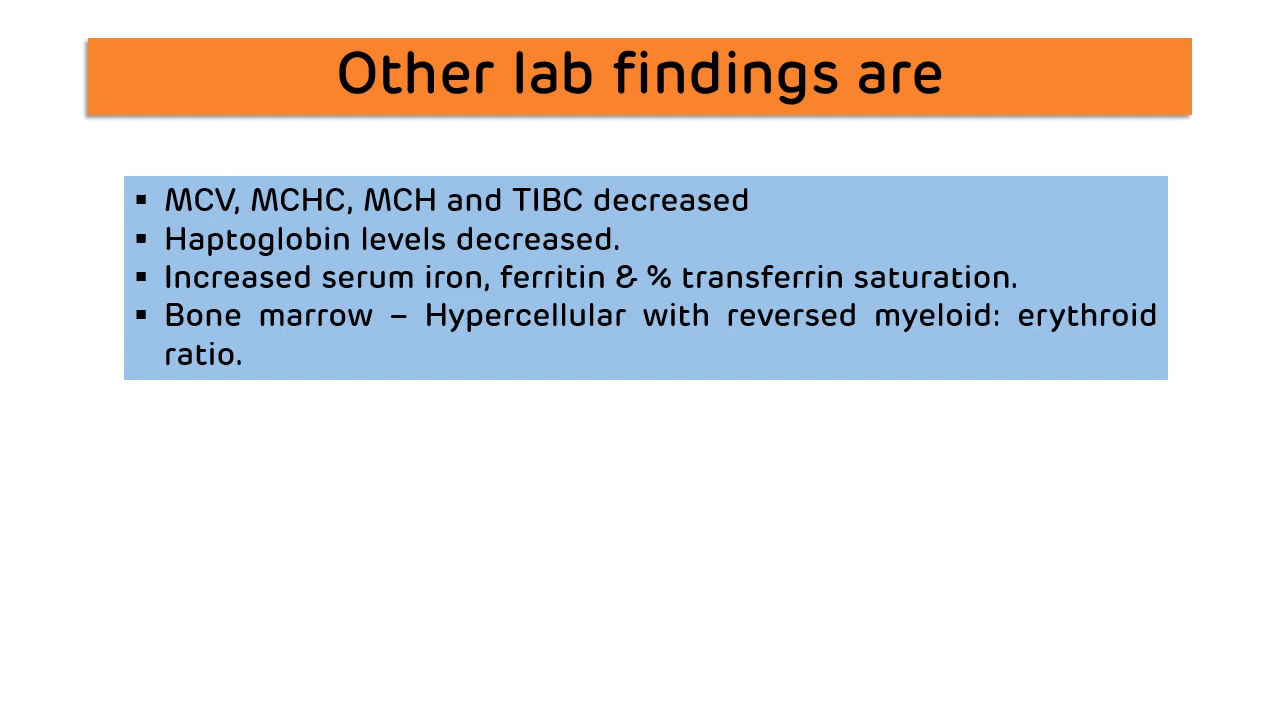 Other lab findings are
▪ MCV, MCHC, MCH and TIBC decreased
▪ Haptoglobin levels decreased.
▪ Increased serum iron, ferritin & % transferrin saturation.
▪ Bone marrow – Hypercellular with reversed myeloid: erythroid
ratio.